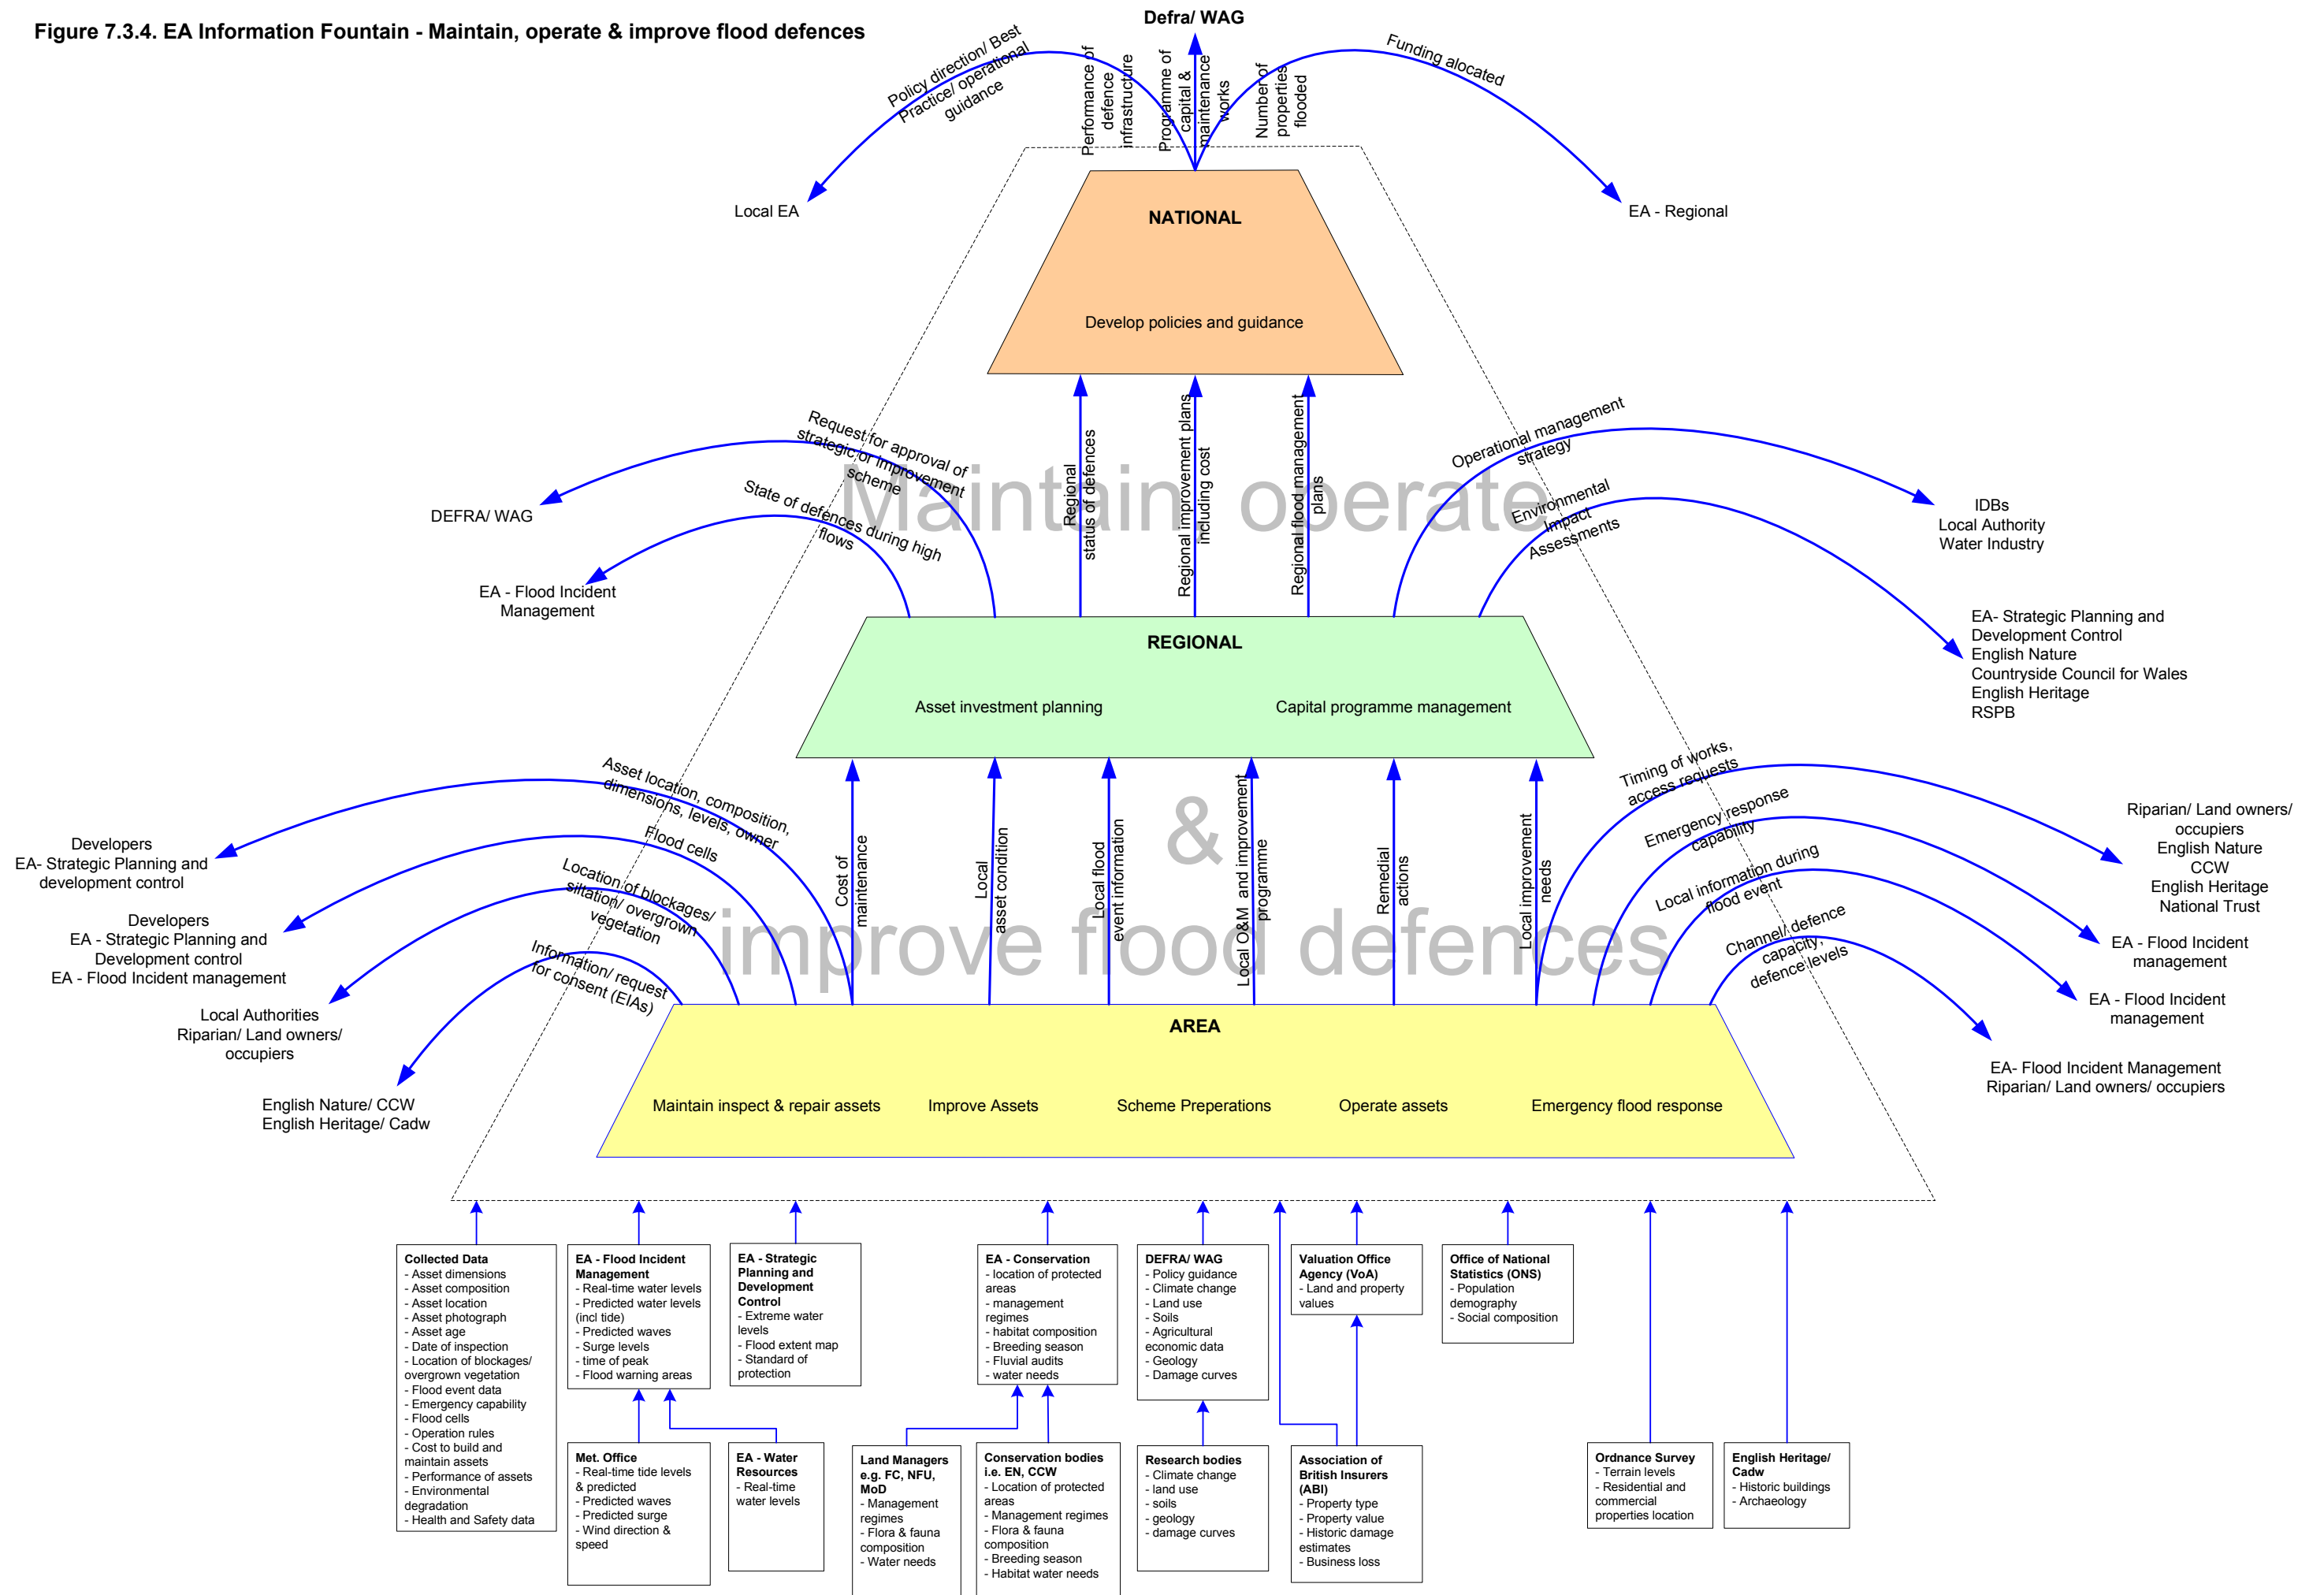 Figure 7.3.4. EA Information Fountain - Maintain, operate & improve flood defences
Defra/ WAG
Policy direction/ Best
Practice/ operational
guidance
Performance of
defence
infrastructure
Programme of
capital &
maintenance
works
Number of
properties
flooded
Funding alocated
Local EA
EA - Regional
NATIONAL
Develop policies and guidance
Request for approval of
strategic or improvement
scheme
State of defences during high
flows
Regional
status of defences
Regional improvement plans
including cost
Regional flood management
plans
Operational management
strategy
Environmental
Impact
Assessments
DEFRA/ WAG
EA - Flood Incident
Management
IDBs
Local Authority
Water Industry
EA- Strategic Planning and
Development Control
English Nature
Countryside Council for Wales
English Heritage
RSPB
Maintain, operate
&
improve flood defences
REGIONAL
Asset investment planning
Capital programme management
Asset location, composition,
dimensions, levels, owner
Flood cells
Location of blockages/
siltation/ overgrown
vegetation
Information/ request
for consent (EIAs)
Cost of
maintenance
Local
asset condition
Local flood
event information
Local O&M and improvement
programme
Remedial
actions
Local improvement
needs
Timing of works,
access requests
Emergency response
capability
Local information during
flood event
Channel/ defence
capacity,
defence levels
Developers
EA- Strategic Planning and
development control
Developers
EA - Strategic Planning and
Development control
EA - Flood Incident management
Local Authorities
Riparian/ Land owners/
occupiers
English Nature/ CCW
English Heritage/ Cadw
Riparian/ Land owners/
occupiers
English Nature
CCW
English Heritage
National Trust
EA - Flood Incident
management
EA - Flood Incident
management
EA- Flood Incident Management
Riparian/ Land owners/ occupiers
AREA
Maintain inspect & repair assets
Improve Assets
Scheme Preperations
Operate assets
Emergency flood response
Collected Data
- Asset dimensions
- Asset composition
- Asset location
- Asset photograph
- Asset age
- Date of inspection
- Location of blockages/
overgrown vegetation
- Flood event data
- Emergency capability
- Flood cells
- Operation rules
- Cost to build and
maintain assets
- Performance of assets
- Environmental
degradation
- Health and Safety data
EA - Flood Incident
Management
- Real-time water levels
- Predicted water levels
(incl tide)
- Predicted waves
- Surge levels
- time of peak
- Flood warning areas
EA - Strategic
Planning and
Development
Control
- Extreme water
levels
- Flood extent map
- Standard of
protection
EA - Conservation
- location of protected
areas
- management
regimes
- habitat composition
- Breeding season
- Fluvial audits
- water needs
DEFRA/ WAG
- Policy guidance
- Climate change
- Land use
- Soils
- Agricultural
economic data
- Geology
- Damage curves
Valuation Office
Agency (VoA)
- Land and property
values
Office of National
Statistics (ONS)
- Population
demography
- Social composition
Met. Office
- Real-time tide levels
& predicted
- Predicted waves
- Predicted surge
- Wind direction &
speed
EA - Water
Resources
- Real-time
water levels
Land Managers
e.g. FC, NFU,
MoD
- Management
regimes
- Flora & fauna
composition
- Water needs
Conservation bodies
i.e. EN, CCW
- Location of protected
areas
- Management regimes
- Flora & fauna
composition
- Breeding season
- Habitat water needs
Research bodies
- Climate change
- land use
- soils
- geology
- damage curves
Association of
British Insurers
(ABI)
- Property type
- Property value
- Historic damage
estimates
- Business loss
Ordnance Survey
- Terrain levels
- Residential and
commercial
properties location
English Heritage/
Cadw
- Historic buildings
- Archaeology